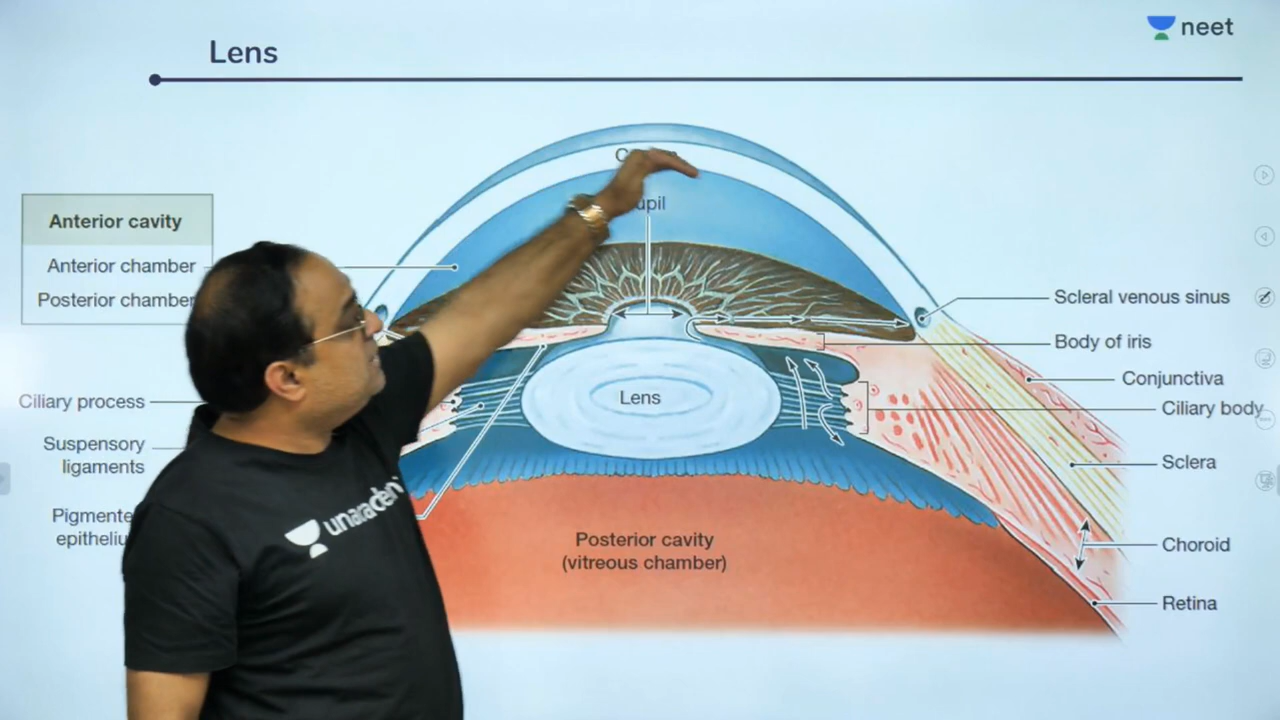 Lens
neet
Anterior cavity
Anterior chamber
Posterior chamber
Ciliary process
Suspensory
ligaments
Lens
Posterior cavity
(vitreous chamber)
Scleral venous sinus
Body of iris
Conjunctiva
Ciliary body
Sclera
Choroid
Retina